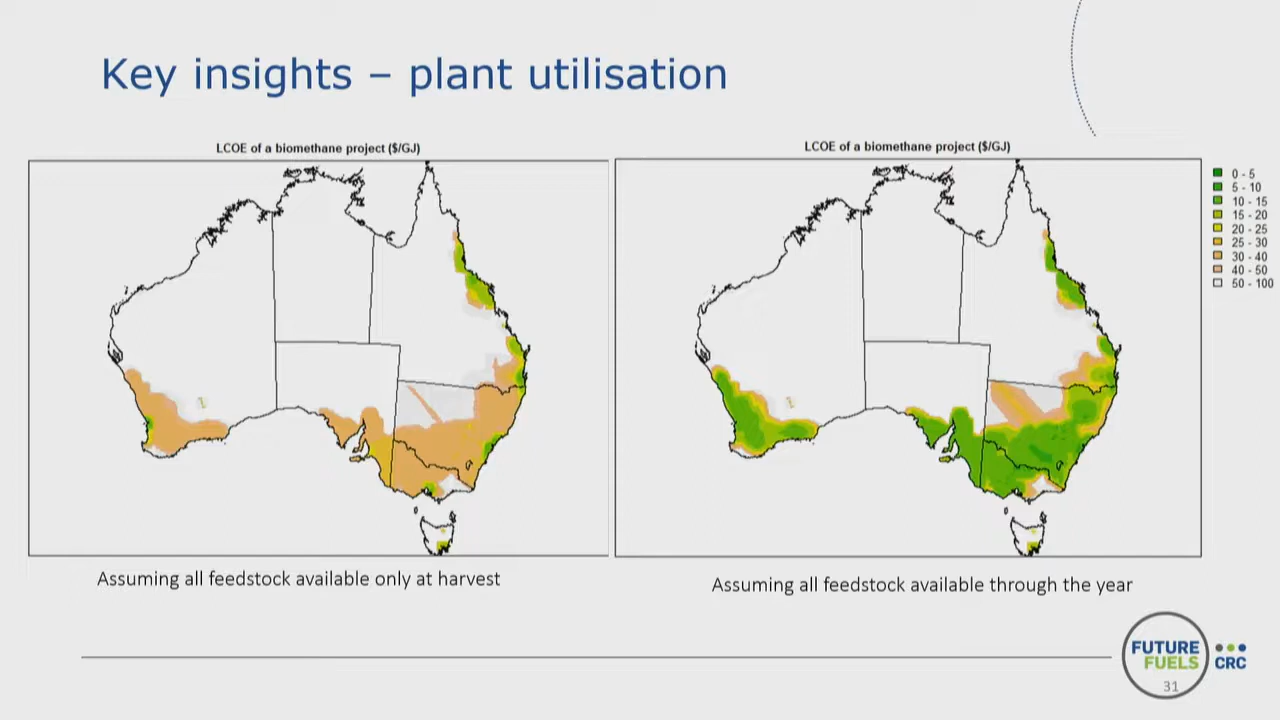 Key insights – plant utilisation
LCOE of a biomethane project ($/GJ)
LCOE of a biomethane project ($/GJ)
0 - 5
5 - 10
10 - 15
15 - 20
20 - 25
25 - 30
30 - 40
40 - 50
50 - 100
Assuming all feedstock available only at harvest
Assuming all feedstock available through the year
FUTURE
FUELS CRC
31